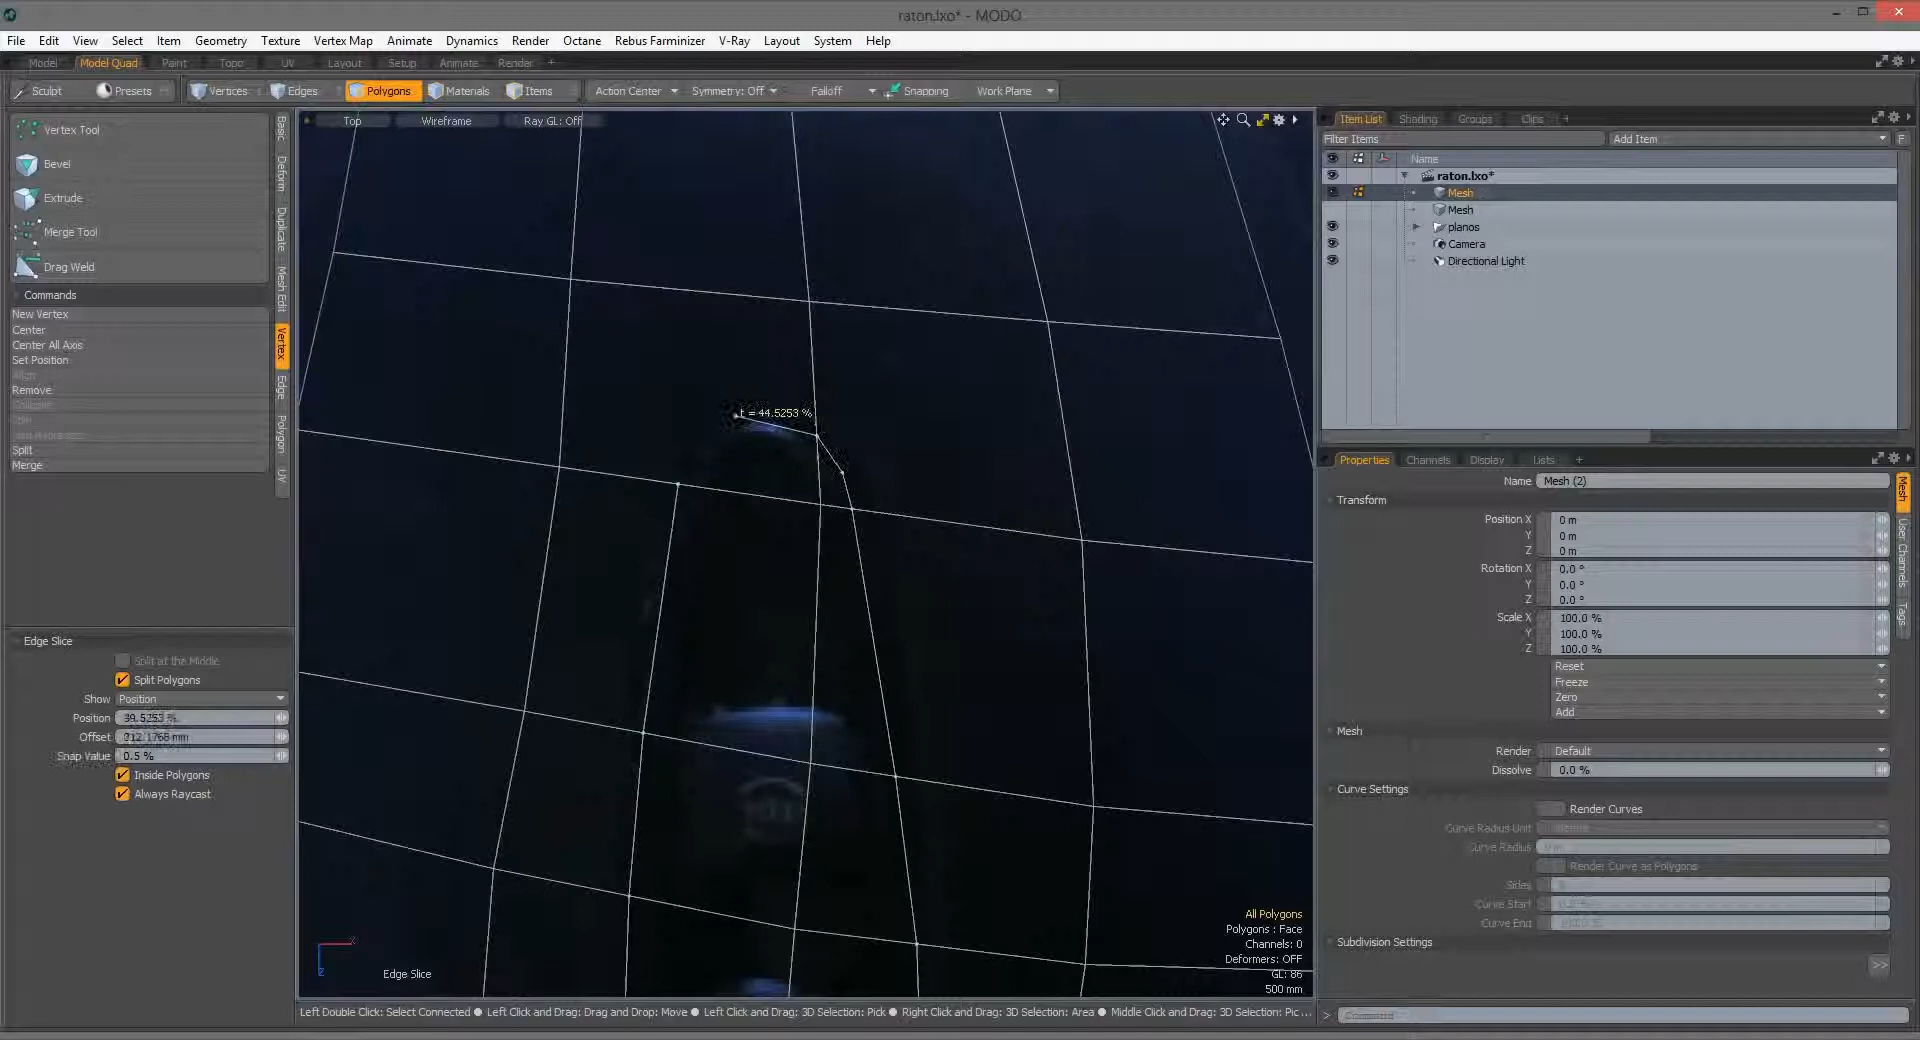 raton.lxo* - MODO
File Edit View Select Item Geometry Texture Vertex Map Animate Dynamics Render Octane Rebus Farminizer V-Ray Layout System Help
Model Model Quad Paint Topo UV Layout Setup Animate Render +
Sculpt Presets Vertices Edges Polygons Materials Items Action Center Symmetry: Off Falloff Snapping Work Plane
Vertex Tool
Bevel
Extrude
Merge Tool
Drag Weld
Commands
New Vertex
Center
Center All Axis
Set Position
Align
Remove
Split
Merge
Basic
Deform
Duplicate
Mesh Edit
Vertex
Edge
Polygon
UV
Edge Slice
Split at the Middle
Split Polygons
Show Position
Position 39.5253 %
Offset 312.1768 mm
Snap Value 0.5 %
Inside Polygons
Always Raycast
Top Wireframe Ray GL: Off
t = 44.5253 %
All Polygons
Polygons : Face
Channels: 0
Deformers: OFF
GL: 86
500 mm
X
Z
Edge Slice
Left Double Click: Select Connected ● Left Click and Drag: Drag and Drop: Move ● Left Click and Drag: 3D Selection: Pick ● Right Click and Drag: 3D Selection: Area ● Middle Click and Drag: 3D Selection: Pic ...
Item List Shading Groups Clips +
Filter Items Add Item F
Name
raton.lxo*
Mesh
Mesh
planos
Camera
Directional Light
Properties Channels Display Lists +
Name Mesh (2)
Transform
Position X 0 m
Y 0 m
Z 0 m
Rotation X 0.0 °
Y 0.0 °
Z 0.0 °
Scale X 100.0 %
Y 100.0 %
Z 100.0 %
Reset
Freeze
Zero
Add
Mesh
Render Default
Dissolve 0.0 %
Curve Settings
Render Curves
Curve Radius Unit
Curve Radius
Render Curve as Polygons
Sides
Curve Start
Curve End
Subdivision Settings
>>
Mesh
User Channels
Tags
> Command